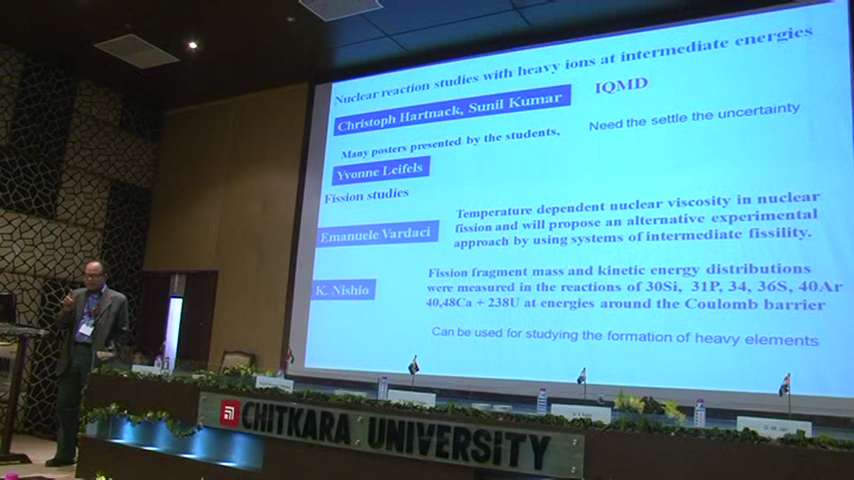 Nuclear reaction studies with heavy ions at intermediate energies
Christoph Hartnack, Sunil Kumar
IQMD
Many posters presented by the students,
Need the settle the uncertainty
Yvonne Leifels
Fission studies
Emanuele Vardaci
Temperature dependent nuclear viscosity in nuclear
fission and will propose an alternative experimental
approach by using systems of intermediate fissility.
K. Nishio
Fission fragment mass and kinetic energy distributions
were measured in the reactions of 30Si, 31P, 34, 36S, 40Ar
40,48Ca + 238U at energies around the Coulomb barrier
Can be used for studying the formation of heavy elements
CHITKARA UNIVERSITY